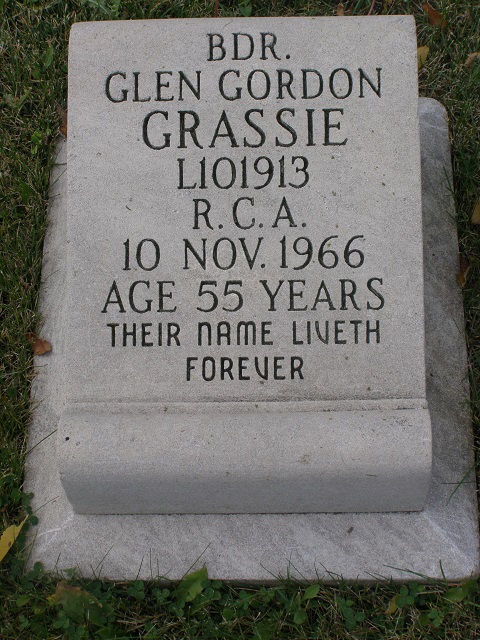 BDR.
GLEN GORDON
GRASSIE
L101913
R.C.A.
10 NOV. 1966
AGE 55 YEARS
THEIR NAME LIVETH
FOREVER